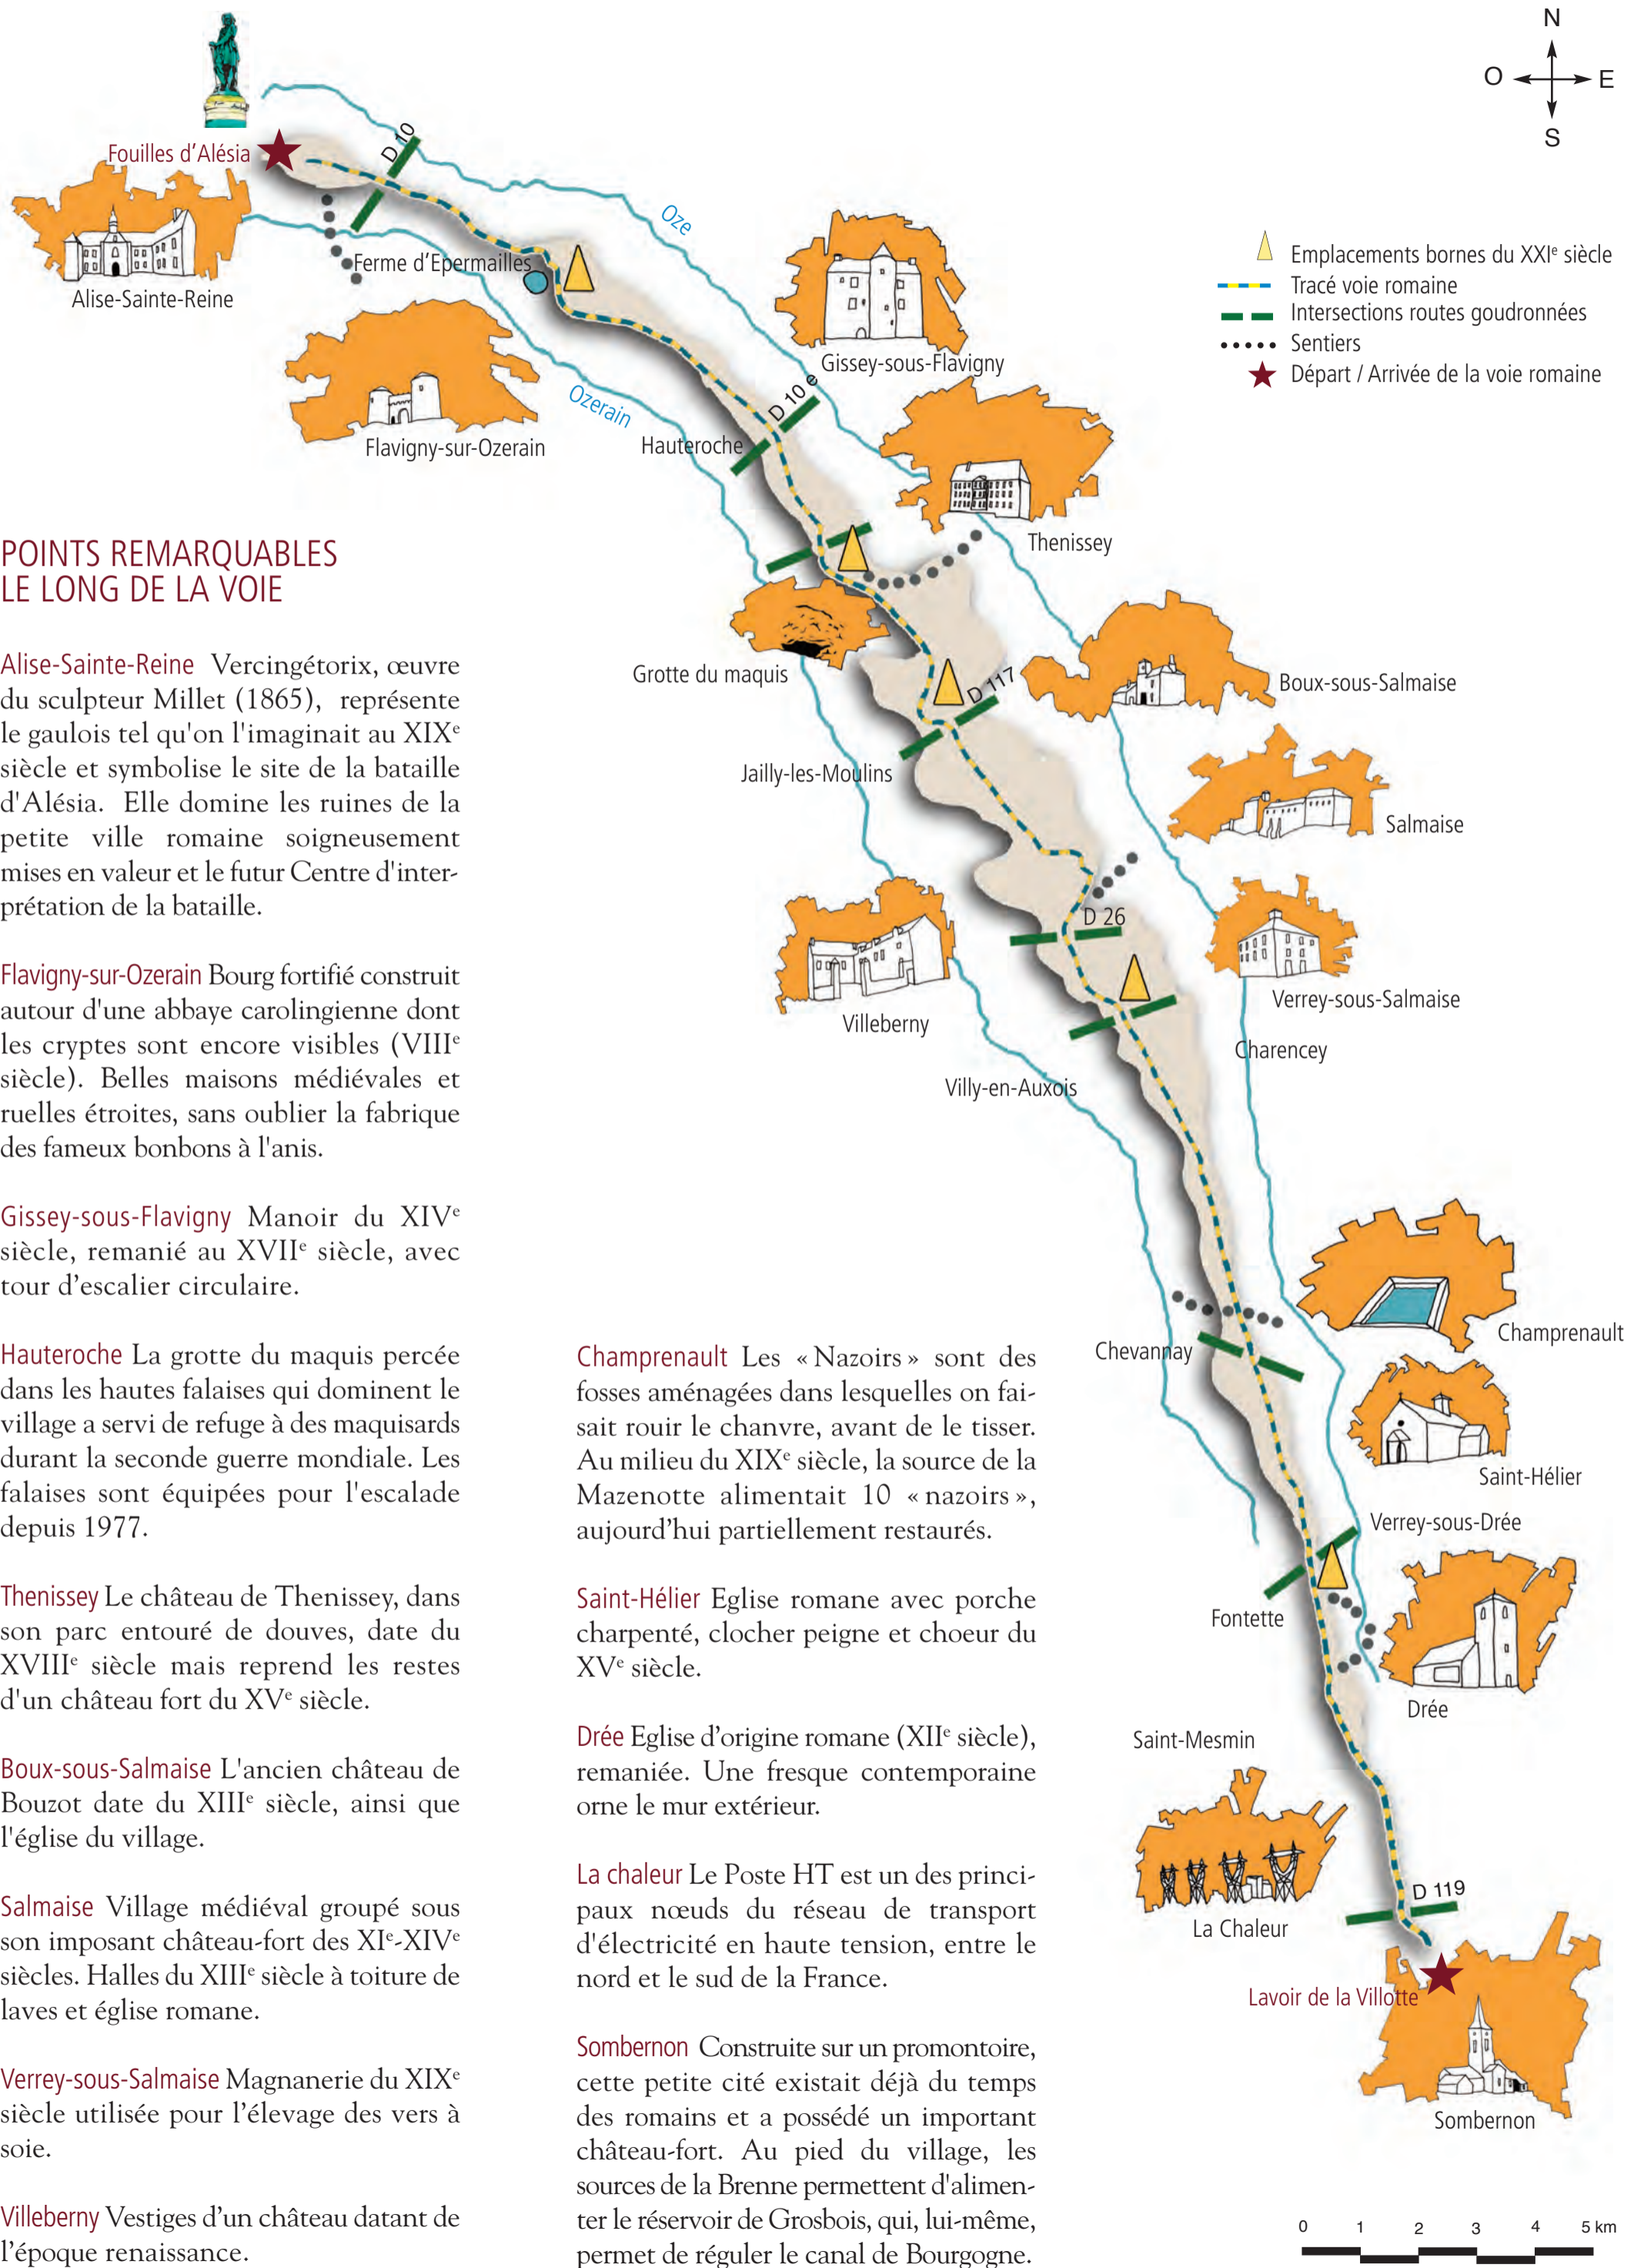 N
O
E
S
Fouilles d'Alésia
D 10
Oze
Ferme d'Epermailles
Alise-Sainte-Reine
Emplacements bornes du XXIe siècle
Tracé voie romaine
Intersections routes goudronnées
Sentiers
Départ / Arrivée de la voie romaine
Gissey-sous-Flavigny
Ozerain
D 10 e
Flavigny-sur-Ozerain
Hauteroche
Thenissey
Grotte du maquis
D 117
Boux-sous-Salmaise
Jailly-les-Moulins
Salmaise
D 26
Verrey-sous-Salmaise
Villeberny
Charencey
Villy-en-Auxois
Champrenault
Chevannay
Saint-Hélier
Verrey-sous-Drée
Fontette
Drée
Saint-Mesmin
D 119
La Chaleur
Lavoir de la Villotte
Sombernon
0 1 2 3 4 5 km
POINTS REMARQUABLES
LE LONG DE LA VOIE
Alise-Sainte-Reine Vercingétorix, œuvre
du sculpteur Millet (1865), représente
le gaulois tel qu'on l'imaginait au XIXe
siècle et symbolise le site de la bataille
d'Alésia. Elle domine les ruines de la
petite ville romaine soigneusement
mises en valeur et le futur Centre d'inter-
prétation de la bataille.
Flavigny-sur-Ozerain Bourg fortifié construit
autour d'une abbaye carolingienne dont
les cryptes sont encore visibles (VIIIe
siècle). Belles maisons médiévales et
ruelles étroites, sans oublier la fabrique
des fameux bonbons à l'anis.
Gissey-sous-Flavigny Manoir du XIVe
siècle, remanié au XVIIe siècle, avec
tour d'escalier circulaire.
Hauteroche La grotte du maquis percée
dans les hautes falaises qui dominent le
village a servi de refuge à des maquisards
durant la seconde guerre mondiale. Les
falaises sont équipées pour l'escalade
depuis 1977.
Thenissey Le château de Thenissey, dans
son parc entouré de douves, date du
XVIIIe siècle mais reprend les restes
d'un château fort du XVe siècle.
Boux-sous-Salmaise L'ancien château de
Bouzot date du XIIIe siècle, ainsi que
l'église du village.
Salmaise Village médiéval groupé sous
son imposant château-fort des XIe-XIVe
siècles. Halles du XIIIe siècle à toiture de
laves et église romane.
Verrey-sous-Salmaise Magnanerie du XIXe
siècle utilisée pour l'élevage des vers à
soie.
Villeberny Vestiges d'un château datant de
l'époque renaissance.
Champrenault Les « Nazoirs » sont des
fosses aménagées dans lesquelles on fai-
sait rouir le chanvre, avant de le tisser.
Au milieu du XIXe siècle, la source de la
Mazenotte alimentait 10 « nazoirs »,
aujourd'hui partiellement restaurés.
Saint-Hélier Eglise romane avec porche
charpenté, clocher peigne et choeur du
XVe siècle.
Drée Eglise d'origine romane (XIIe siècle),
remaniée. Une fresque contemporaine
orne le mur extérieur.
La chaleur Le Poste HT est un des princi-
paux nœuds du réseau de transport
d'électricité en haute tension, entre le
nord et le sud de la France.
Sombernon Construite sur un promontoire,
cette petite cité existait déjà du temps
des romains et a possédé un important
château-fort. Au pied du village, les
sources de la Brenne permettent d'alimen-
ter le réservoir de Grosbois, qui, lui-même,
permet de réguler le canal de Bourgogne.